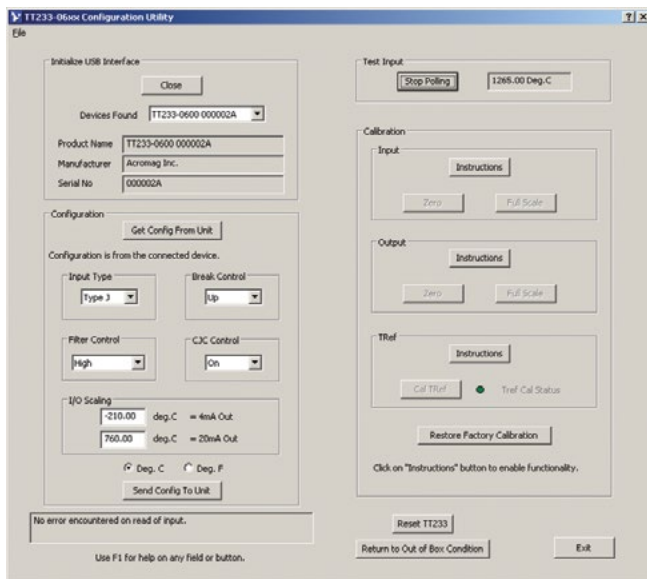 TT233-06xx Configuration Utility
File
Initialize USB Interface
Close
Devices Found TT233-0600 000002A
Product Name TT233-0600 000002A
Manufacturer Acromag Inc.
Serial No 000002A
Configuration
Get Config From Unit
Configuration is from the connected device.
Input Type
Type J
Break Control
Up
Filter Control
High
CJC Control
On
I/O Scaling
-210.00 deg.C = 4mA Out
760.00 deg.C = 20mA Out
Deg. C Deg. F
Send Config To Unit
No error encountered on read of input.
Use F1 for help on any field or button.
Test Input
Stop Polling 1265.00 Deg.C
Calibration
Input
Instructions
Zero Full Scale
Output
Instructions
Zero Full Scale
TRef
Instructions
Cal TRef Tref Cal Status
Restore Factory Calibration
Click on "Instructions" button to enable functionality.
Reset TT233
Return to Out of Box Condition
Exit